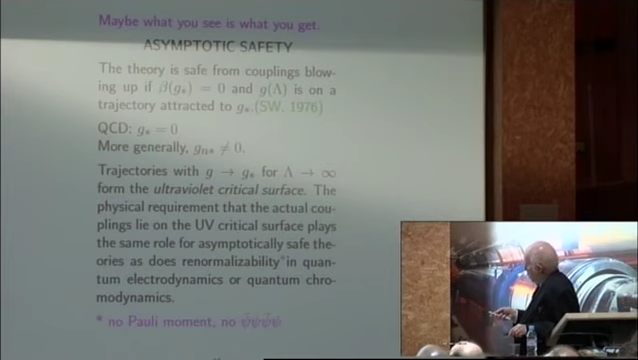 Maybe what you see is what you get.
ASYMPTOTIC SAFETY
The theory is safe from couplings blow-
ing up if β(g∗) = 0 and g(Λ) is on a
trajectory attracted to g∗.(SW, 1976)
QCD: g∗ = 0
More generally, gn∗ ≠ 0.
Trajectories with g → g∗ for Λ → ∞
form the ultraviolet critical surface. The
physical requirement that the actual cou-
plings lie on the UV critical surface plays
the same role for asymptotically safe the-
ories as does renormalizability* in quan-
tum electrodynamics or quantum chro-
modynamics.
* no Pauli moment, no ψ̄ψψ̄ψ